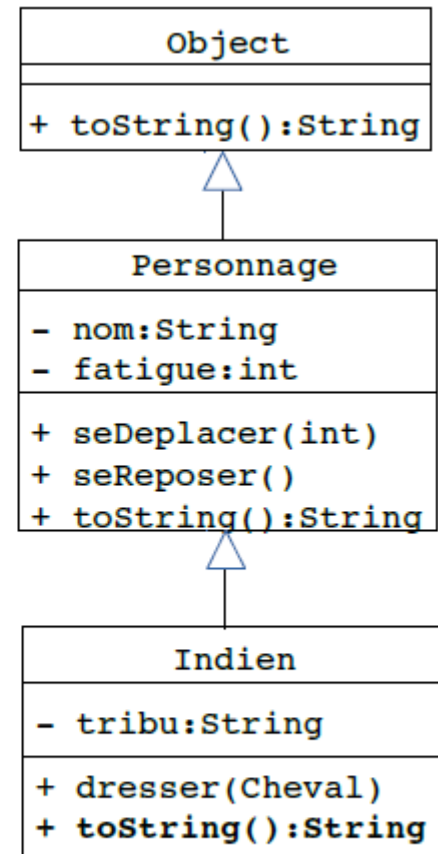 Object
+ toString():String
Personnage
- nom:String
- fatigue:int
+ seDeplacer(int)
+ seReposer()
+ toString():String
Indien
- tribu:String
+ dresser(Cheval)
+ toString():String